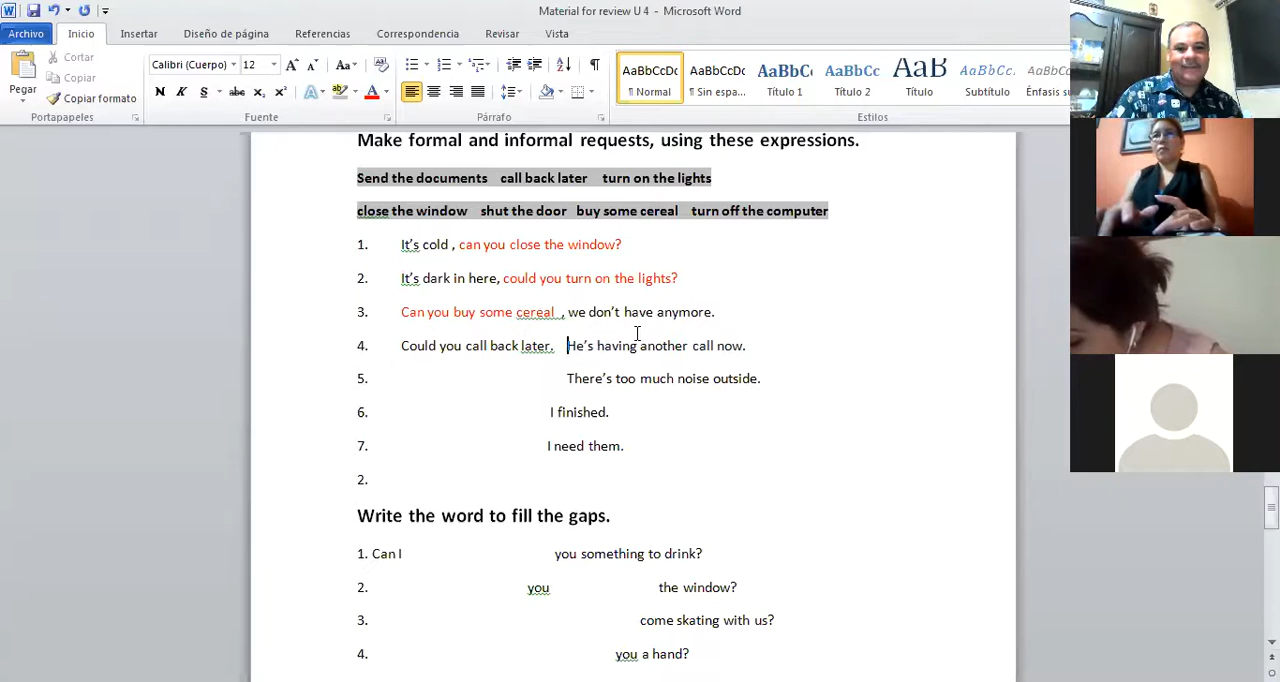 Material for review U 4 - Microsoft Word
Archivo Inicio Insertar Diseño de página Referencias Correspondencia Revisar Vista
Pegar
Cortar
Copiar
Copiar formato
Portapapeles
Calibri (Cuerpo) 12
Fuente
Párrafo
AaBbCcDc AaBbCcDc AaBbC AaBbCc AaB AaBbCc. AaBbCc
¶ Normal ¶ Sin espa... Título 1 Título 2 Título Subtítulo Énfasis sutil
Estilos
Make formal and informal requests, using these expressions.
Send the documents call back later turn on the lights
close the window shut the door buy some cereal turn off the computer
1. It's cold , can you close the window?
2. It's dark in here, could you turn on the lights?
3. Can you buy some cereal , we don't have anymore.
4. Could you call back later. He's having another call now.
5. There's too much noise outside.
6. I finished.
7. I need them.
2.
Write the word to fill the gaps.
1. Can I you something to drink?
2. you the window?
3. come skating with us?
4. you a hand?